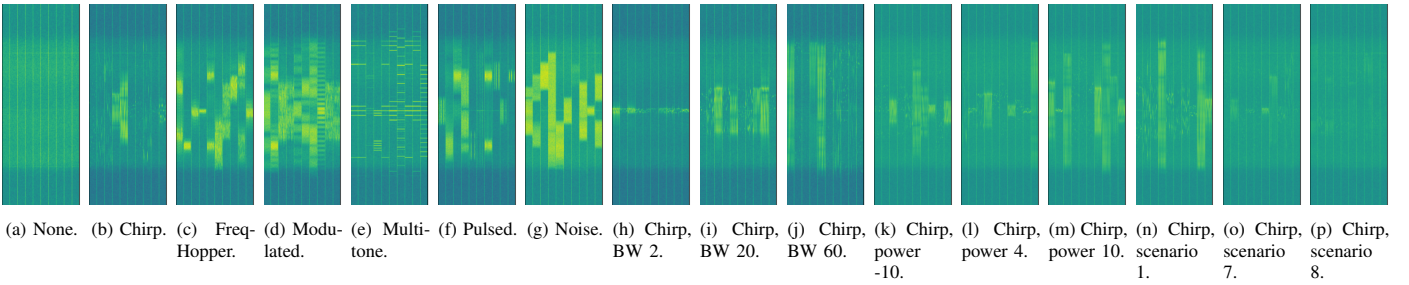 (a) None.
(b) Chirp.
(c) Freq-
Hopper.
(d) Modu-
lated.
(e) Multi-
tone.
(f) Pulsed.
(g) Noise.
(h) Chirp,
BW 2.
(i) Chirp,
BW 20.
(j) Chirp,
BW 60.
(k) Chirp,
power
-10.
(l) Chirp,
power 4.
(m) Chirp,
power 10.
(n) Chirp,
scenario
1.
(o) Chirp,
scenario
7.
(p) Chirp,
scenario
8.